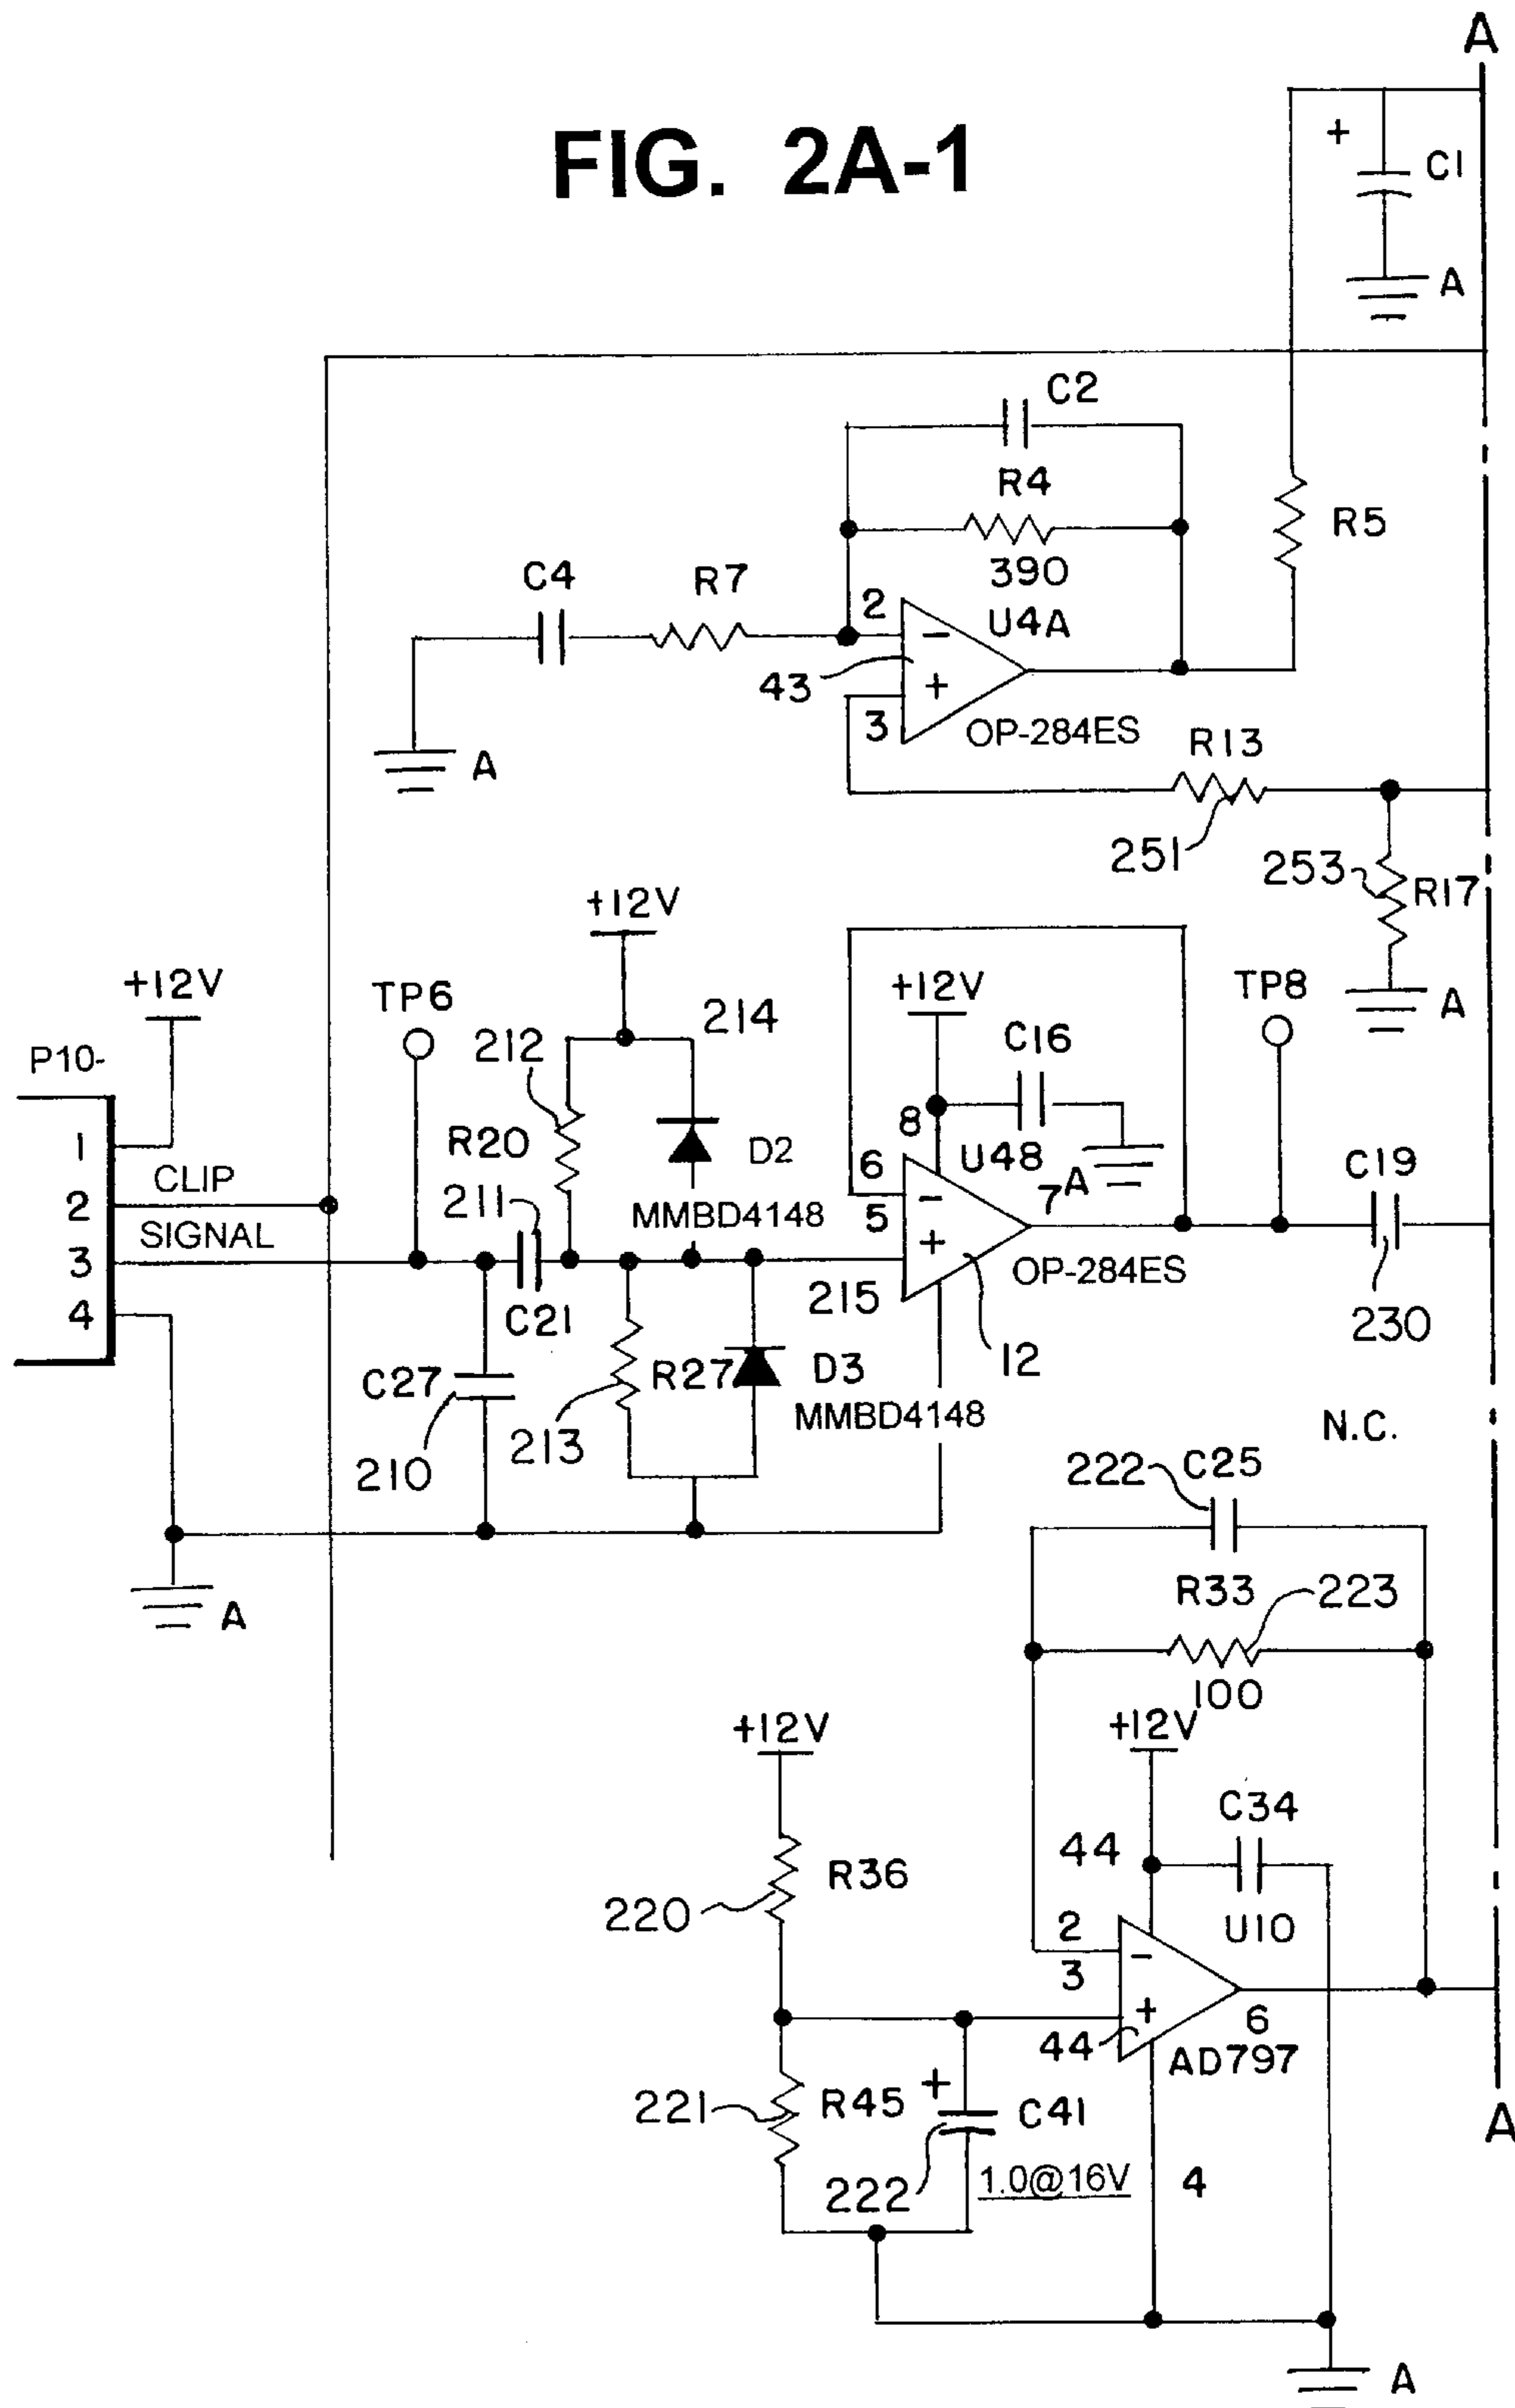 A
FIG. 2A-1
+
C1
A
C2
R4
390
R5
C4
R7
2
U4A
-
43
+
3
OP-284ES
A
R13
251
253
R17
A
+12V
+12V
TP6
212
214
+12V
C16
TP8
P10-
1
R20
D2
8
U48
A
C19
CLIP
2
211
MMBD4148
6
-
7
5
SIGNAL
3
+
OP-284ES
4
C21
215
12
230
C27
R27
D3
MMBD4148
210
213
N.C.
222
C25
A
R33
223
100
+12V
+12V
C34
44
R36
220
2
U10
-
3
+
44
6
AD797
221
R45
+
C41
A
222
1.0@16V
4
A